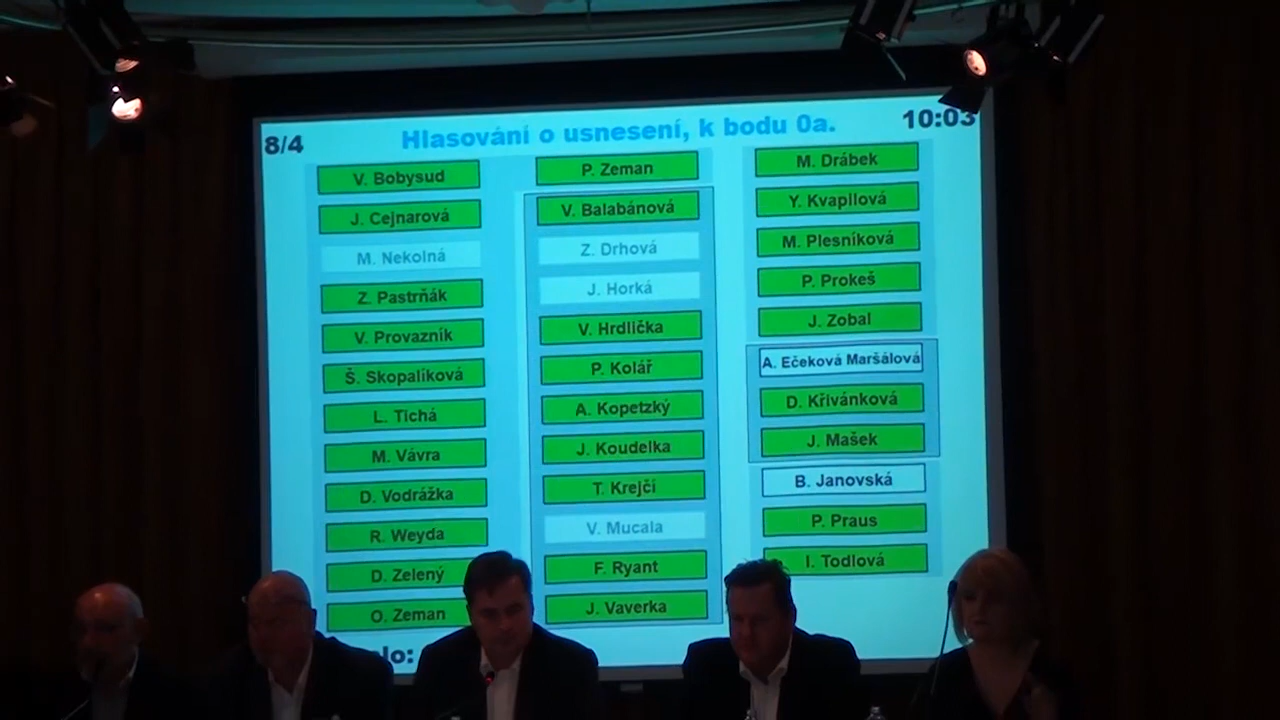 8/4
Hlasování o usnesení, k bodu 0a.
10:03
V. Bobysud
J. Cejnarová
M. Nekolná
Z. Pastrňák
V. Provazník
Š. Skopalíková
L. Tichá
M. Vávra
D. Vodrážka
R. Weyda
D. Zelený
O. Zeman
P. Zeman
V. Balabánová
Z. Drhová
J. Horká
V. Hrdlička
P. Kolář
A. Kopetzký
J. Koudelka
T. Krejčí
V. Mucala
F. Ryant
J. Vaverka
M. Drábek
Y. Kvapilová
M. Plesníková
P. Prokeš
J. Zobal
A. Ečeková Maršálová
D. Křivánková
J. Mašek
B. Janovská
P. Praus
I. Todlová